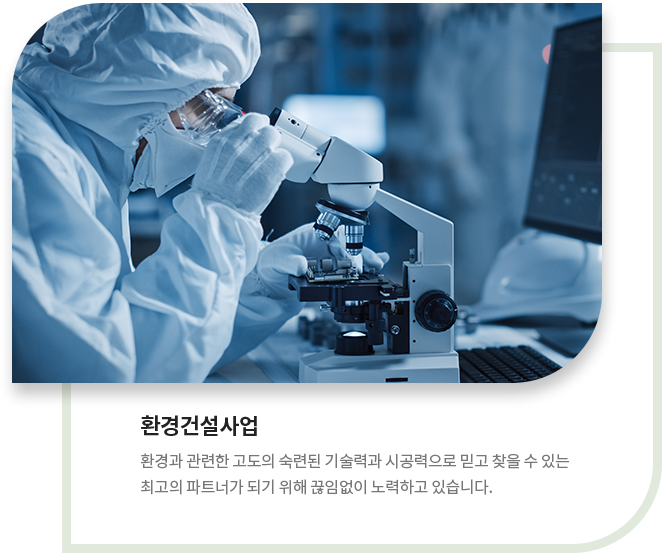 환경건설사업
환경과 관련한 고도의 숙련된 기술력과 시공력으로 믿고 찾을 수 있는
최고의 파트너가 되기 위해 끊임없이 노력하고 있습니다.